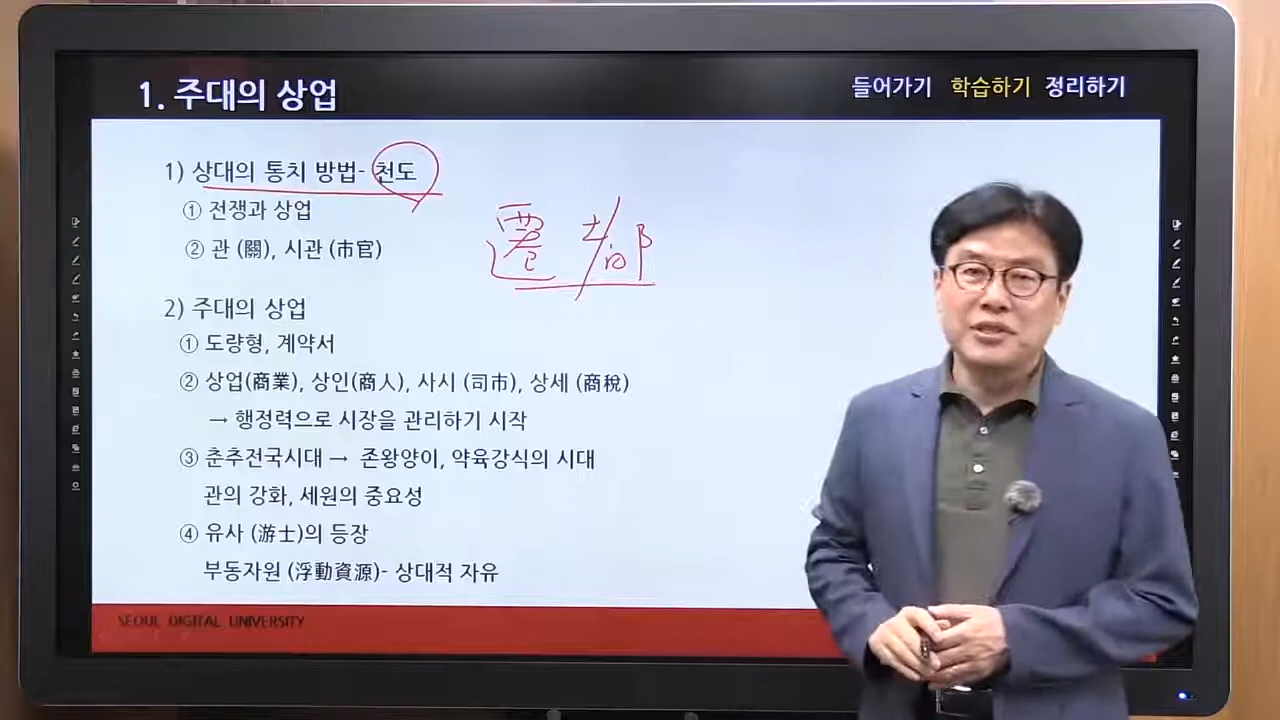 1. 주대의 상업
들어가기 학습하기 정리하기
1) 상대의 통치 방법- 천도
① 전쟁과 상업
② 관 (關), 시관 (市官)
遷 都
2) 주대의 상업
① 도량형, 계약서
② 상업(商業), 상인(商人), 사시 (司市), 상세 (商稅)
→ 행정력으로 시장을 관리하기 시작
③ 춘추전국시대 → 존왕양이, 약육강식의 시대
관의 강화, 세원의 중요성
④ 유사 (游士)의 등장
부동자원 (浮動資源)- 상대적 자유
SEOUL DIGITAL UNIVERSITY